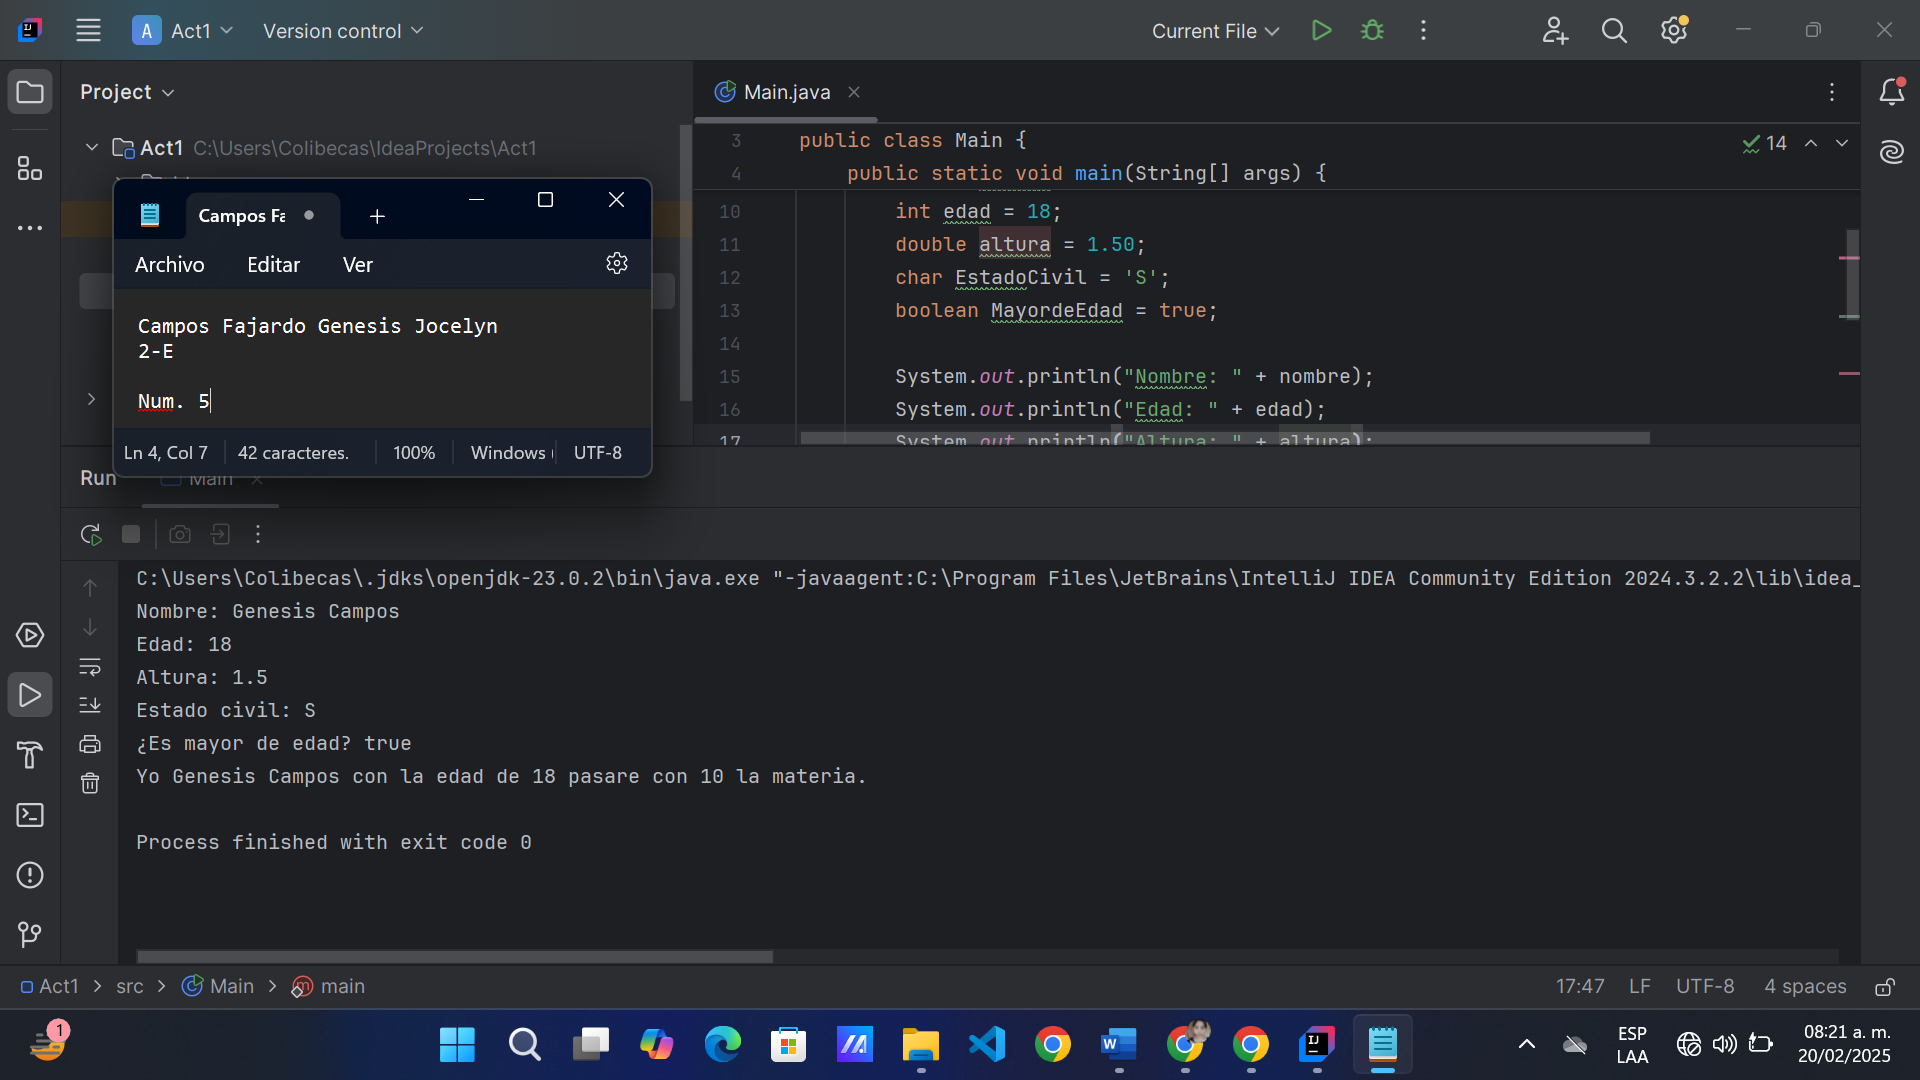 A Act1 Version control
Current File
Project
Main.java
Act1 C:\Users\Colibecas\IdeaProjects\Act1
Campos Fa
Archivo Editar Ver
Campos Fajardo Genesis Jocelyn
2-E
Num. 5
Ln 4, Col 7 42 caracteres. 100% Windows UTF-8
14
3 public class Main {
4 public static void main(String[] args) {
10 int edad = 18;
11 double altura = 1.50;
12 char EstadoCivil = 'S';
13 boolean MayordeEdad = true;
14
15 System.out.println("Nombre: " + nombre);
16 System.out.println("Edad: " + edad);
17 System.out.println("Altura: " + altura);
Run Main
C:\Users\Colibecas\.jdks\openjdk-23.0.2\bin\java.exe "-javaagent:C:\Program Files\JetBrains\IntelliJ IDEA Community Edition 2024.3.2.2\lib\idea_
Nombre: Genesis Campos
Edad: 18
Altura: 1.5
Estado civil: S
¿Es mayor de edad? true
Yo Genesis Campos con la edad de 18 pasare con 10 la materia.
Process finished with exit code 0
Act1 > src > Main > main
17:47 LF UTF-8 4 spaces
1
ESP
LAA
08:21 a. m.
20/02/2025